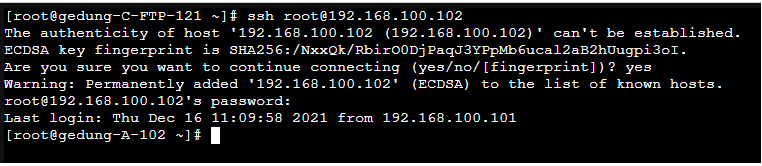 [root@gedung-C-FTP-121 ~]# ssh root@192.168.100.102
The authenticity of host '192.168.100.102 (192.168.100.102)' can't be established.
ECDSA key fingerprint is SHA256:/NxxQk/RbirO0DjPaqJ3YPpMb6ucal2aB2hUugpi3oI.
Are you sure you want to continue connecting (yes/no/[fingerprint])? yes
Warning: Permanently added '192.168.100.102' (ECDSA) to the list of known hosts.
root@192.168.100.102's password:
Last login: Thu Dec 16 11:09:58 2021 from 192.168.100.101
[root@gedung-A-102 ~]#